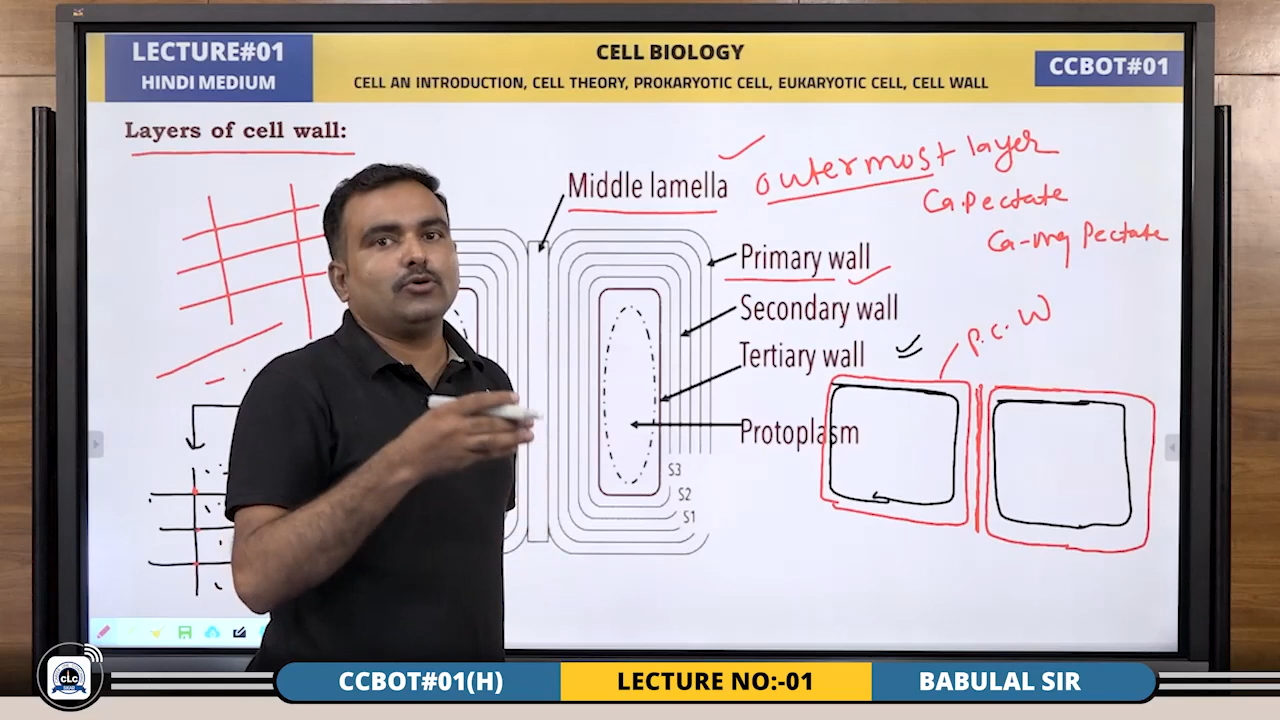 LECTURE#01
HINDI MEDIUM
CELL BIOLOGY
CELL AN INTRODUCTION, CELL THEORY, PROKARYOTIC CELL, EUKARYOTIC CELL, CELL WALL
CCBOT#01
Layers of cell wall:
Middle lamella
outermost layer
Ca.Pectate
Ca-mg Pectate
Primary wall
Secondary wall
P.C.W
Tertiary wall
Protoplasm
S3
S2
S1
CLC
SIKAR
CCBOT#01(H)
LECTURE NO:-01
BABULAL SIR